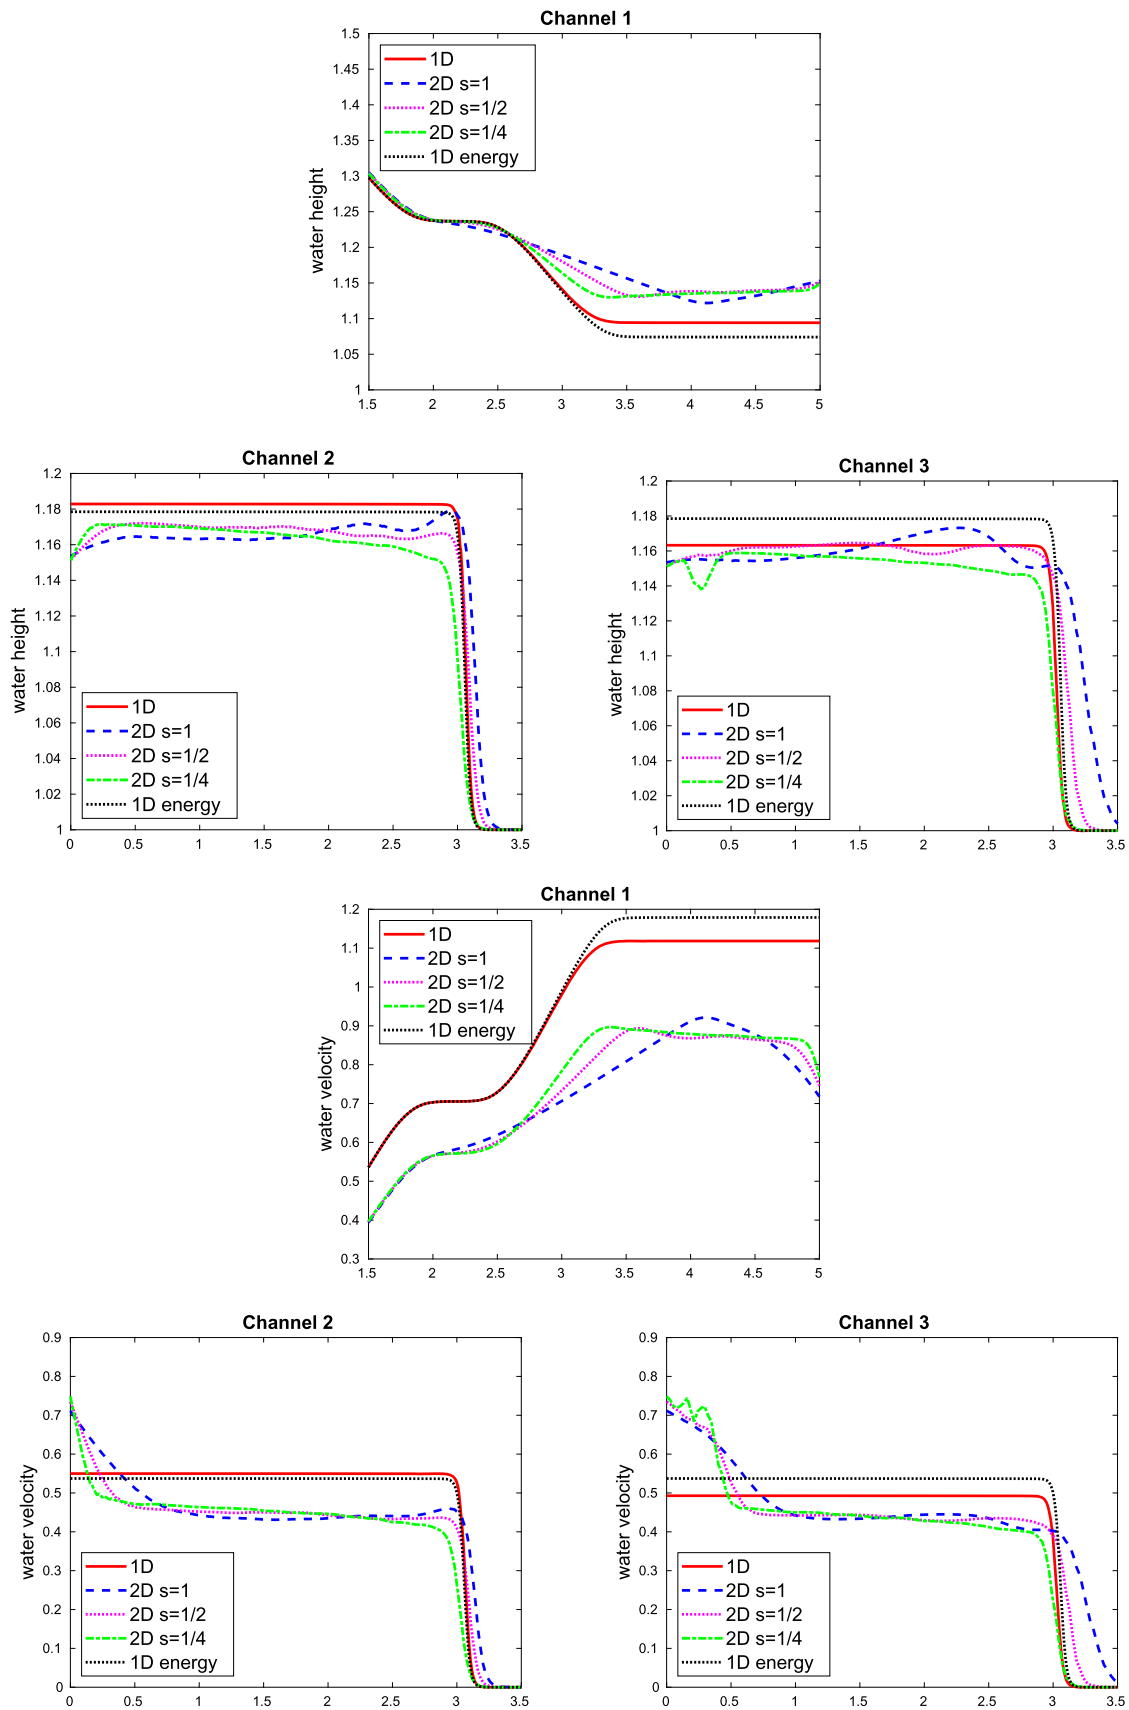 Channel 1
1.5
1.45
1.4
1.35
1.3
1.25
1.2
1.15
1.1
1.05
1
water height
1D
2D s=1
2D s=1/2
2D s=1/4
1D energy
1.5 2 2.5 3 3.5 4 4.5 5
Channel 2
1.2
1.18
1.16
1.14
1.12
1.1
1.08
1.06
1.04
1.02
1
water height
1D
2D s=1
2D s=1/2
2D s=1/4
1D energy
0 0.5 1 1.5 2 2.5 3 3.5
Channel 3
1.2
1.18
1.16
1.14
1.12
1.1
1.08
1.06
1.04
1.02
1
water height
1D
2D s=1
2D s=1/2
2D s=1/4
1D energy
0 0.5 1 1.5 2 2.5 3 3.5
Channel 1
1.2
1.1
1
0.9
0.8
0.7
0.6
0.5
0.4
0.3
water velocity
1D
2D s=1
2D s=1/2
2D s=1/4
1D energy
1.5 2 2.5 3 3.5 4 4.5 5
Channel 2
0.9
0.8
0.7
0.6
0.5
0.4
0.3
0.2
0.1
0
water velocity
1D
2D s=1
2D s=1/2
2D s=1/4
1D energy
0 0.5 1 1.5 2 2.5 3 3.5
Channel 3
0.9
0.8
0.7
0.6
0.5
0.4
0.3
0.2
0.1
0
water velocity
1D
2D s=1
2D s=1/2
2D s=1/4
1D energy
0 0.5 1 1.5 2 2.5 3 3.5